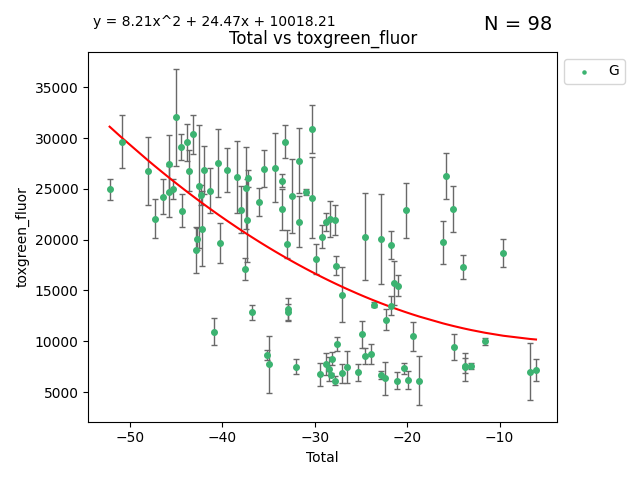 y = 8.21x^2 + 24.47x + 10018.21
N = 98
Total vs toxgreen_fluor
G
35000
30000
25000
20000
15000
10000
5000
toxgreen_fluor
−50
−40
−30
−20
−10
Total